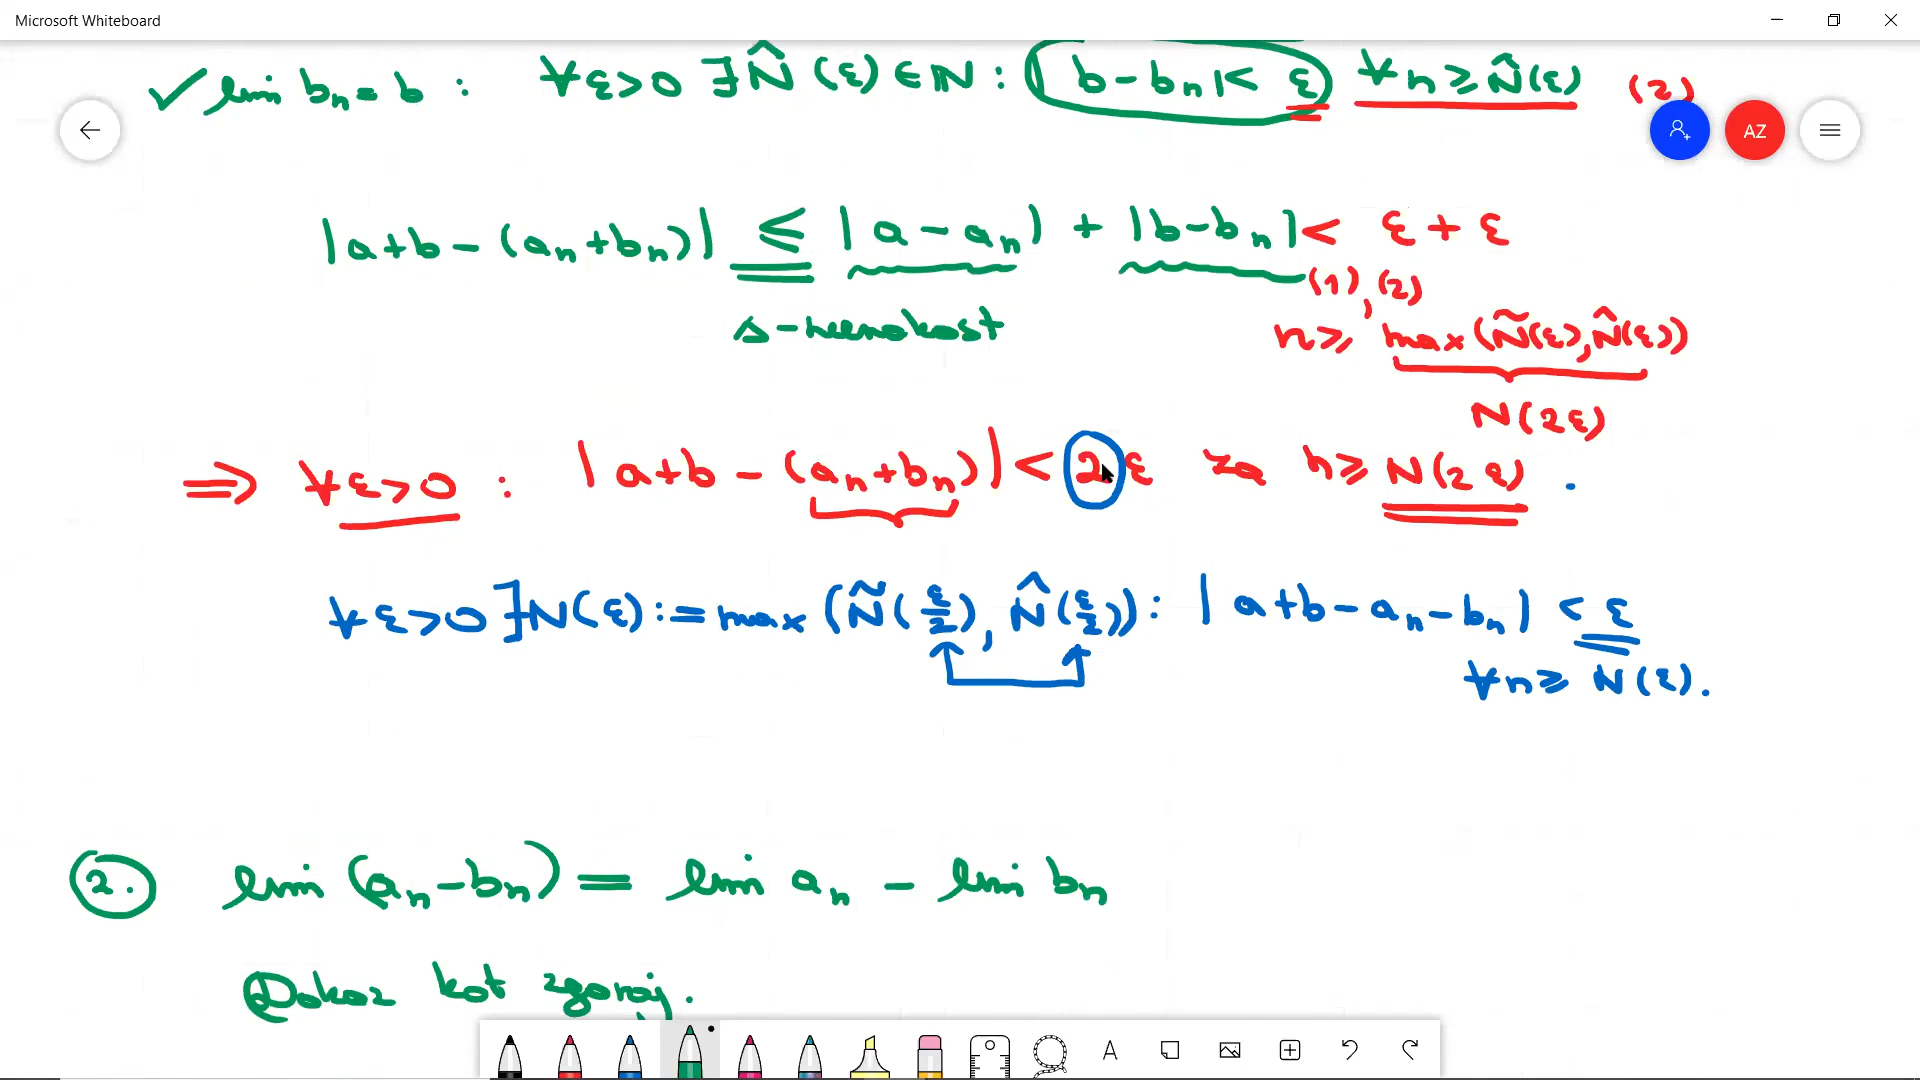 Microsoft Whiteboard
✓ lim bₙ = b : ∀ε>0 ∃N̂(ε)∈ℕ : |b-bₙ|< ε ∀n≥N̂(ε) (2)
AZ
|a+b-(aₙ+bₙ)| ≤ |a-aₙ| + |b-bₙ| < ε + ε
(1),(2)
Δ-neenakost
n≥ max(Ñ(ε),N̂(ε))
N(2ε)
⇒ ∀ε>0 : |a+b-(aₙ+bₙ)| < 2ε za n≥ N(2ε).
∀ε>0 ∃N(ε):=max(Ñ(ε/2), N̂(ε/2)): |a+b-aₙ-bₙ| < ε
∀n≥ N(ε).
2. lim (aₙ-bₙ) = lim aₙ - lim bₙ
Dokaz kot zgoraj.
A